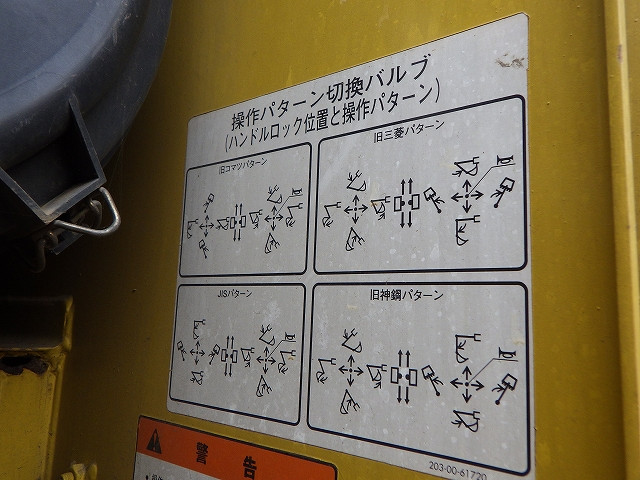 操作パターン切換バルブ
(ハンドルロック位置と操作パターン)
旧コマツパターン
旧三菱パターン
JISパターン
旧神鋼パターン
203-00-61720
警告